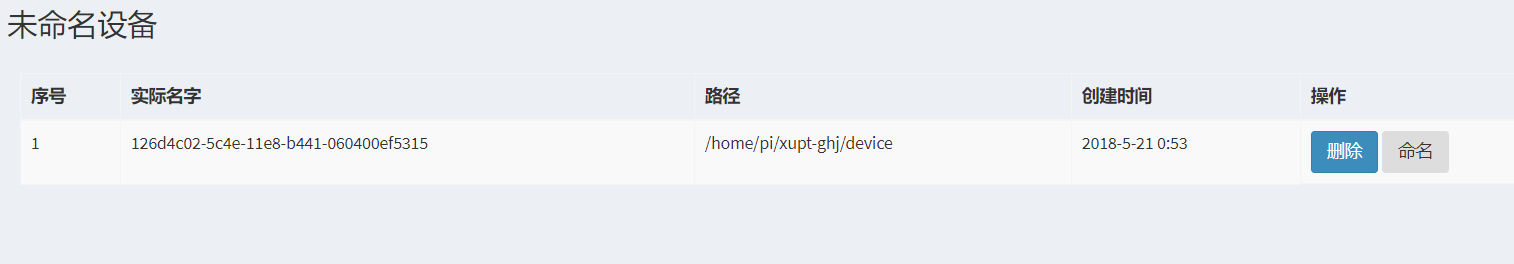 未命名设备
序号 实际名字 路径 创建时间 操作
1 126d4c02-5c4e-11e8-b441-060400ef5315 /home/pi/xupt-ghj/device 2018-5-21 0:53 删除 命名